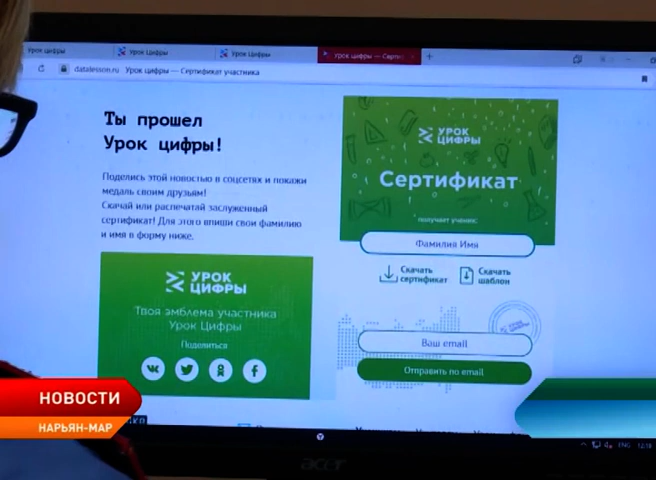 урок цифры
Урок Цифры
Урок Цифры
урок цифры — Серти
datalesson.ru Урок цифры — Сертификат участника
Ты прошел
Урок цифры!
Поделись этой новостью в соцсетях и покажи
медаль своим друзьям!
Скачай или распечатай заслуженный
сертификат! Для этого впиши свои фамилию
и имя в форму ниже.
УРОК
ЦИФРЫ
Твоя эмблема участника
Урок Цифры
Поделиться
УРОК
ЦИФРЫ
Сертификат
получает ученик:
Фамилия Имя
Скачать
сертификат
Скачать
шаблон
Ваш email
Отправить по email
НОВОСТИ
НАРЬЯН-МАР
ENG
acer